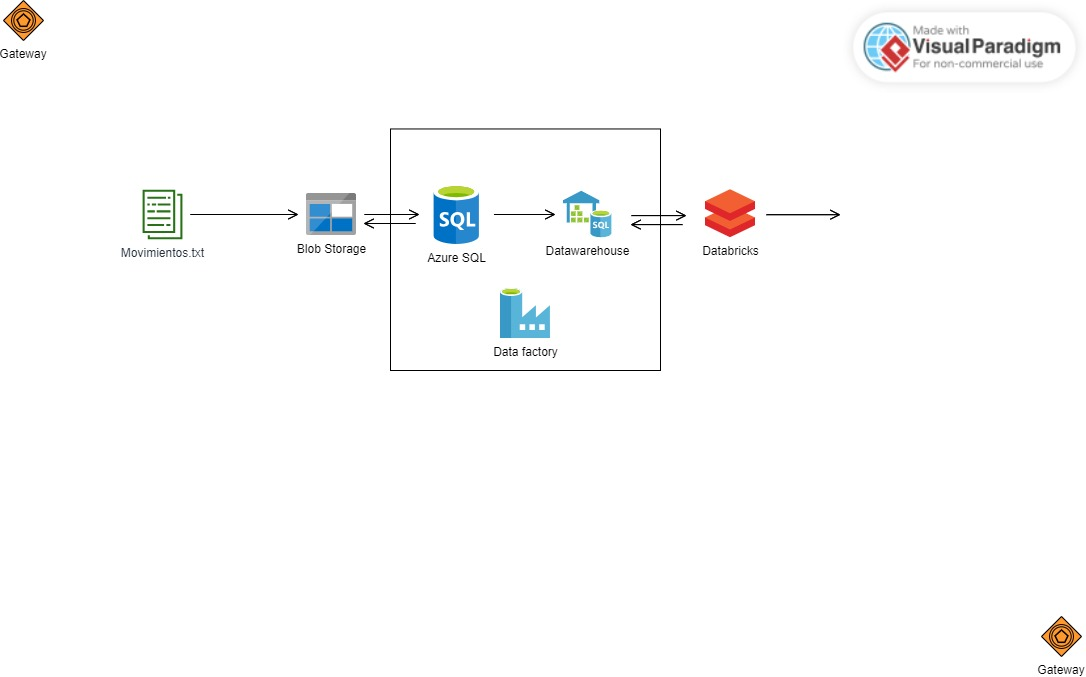 Gateway
Made with
Visual Paradigm
For non-commercial use
SQL
SQL
Movimientos.txt
Blob Storage
Azure SQL
Datawarehouse
Databricks
Data factory
Gateway